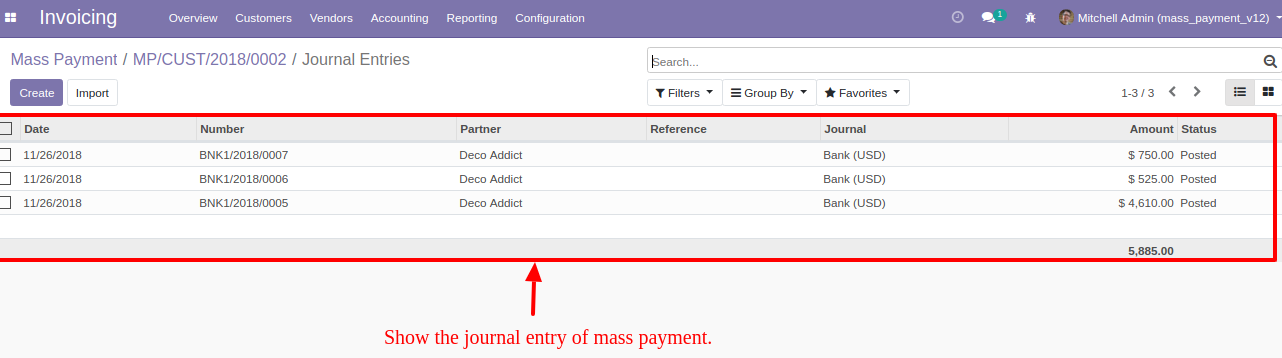 Invoicing Overview Customers Vendors Accounting Reporting Configuration 1 Mitchell Admin (mass_payment_v12)
Mass Payment / MP/CUST/2018/0002 / Journal Entries
Search...
Create Import Filters Group By Favorites 1-3 / 3
Date Number Partner Reference Journal Amount Status
11/26/2018 BNK1/2018/0007 Deco Addict Bank (USD) $ 750.00 Posted
11/26/2018 BNK1/2018/0006 Deco Addict Bank (USD) $ 525.00 Posted
11/26/2018 BNK1/2018/0005 Deco Addict Bank (USD) $ 4,610.00 Posted
5,885.00
Show the journal entry of mass payment.